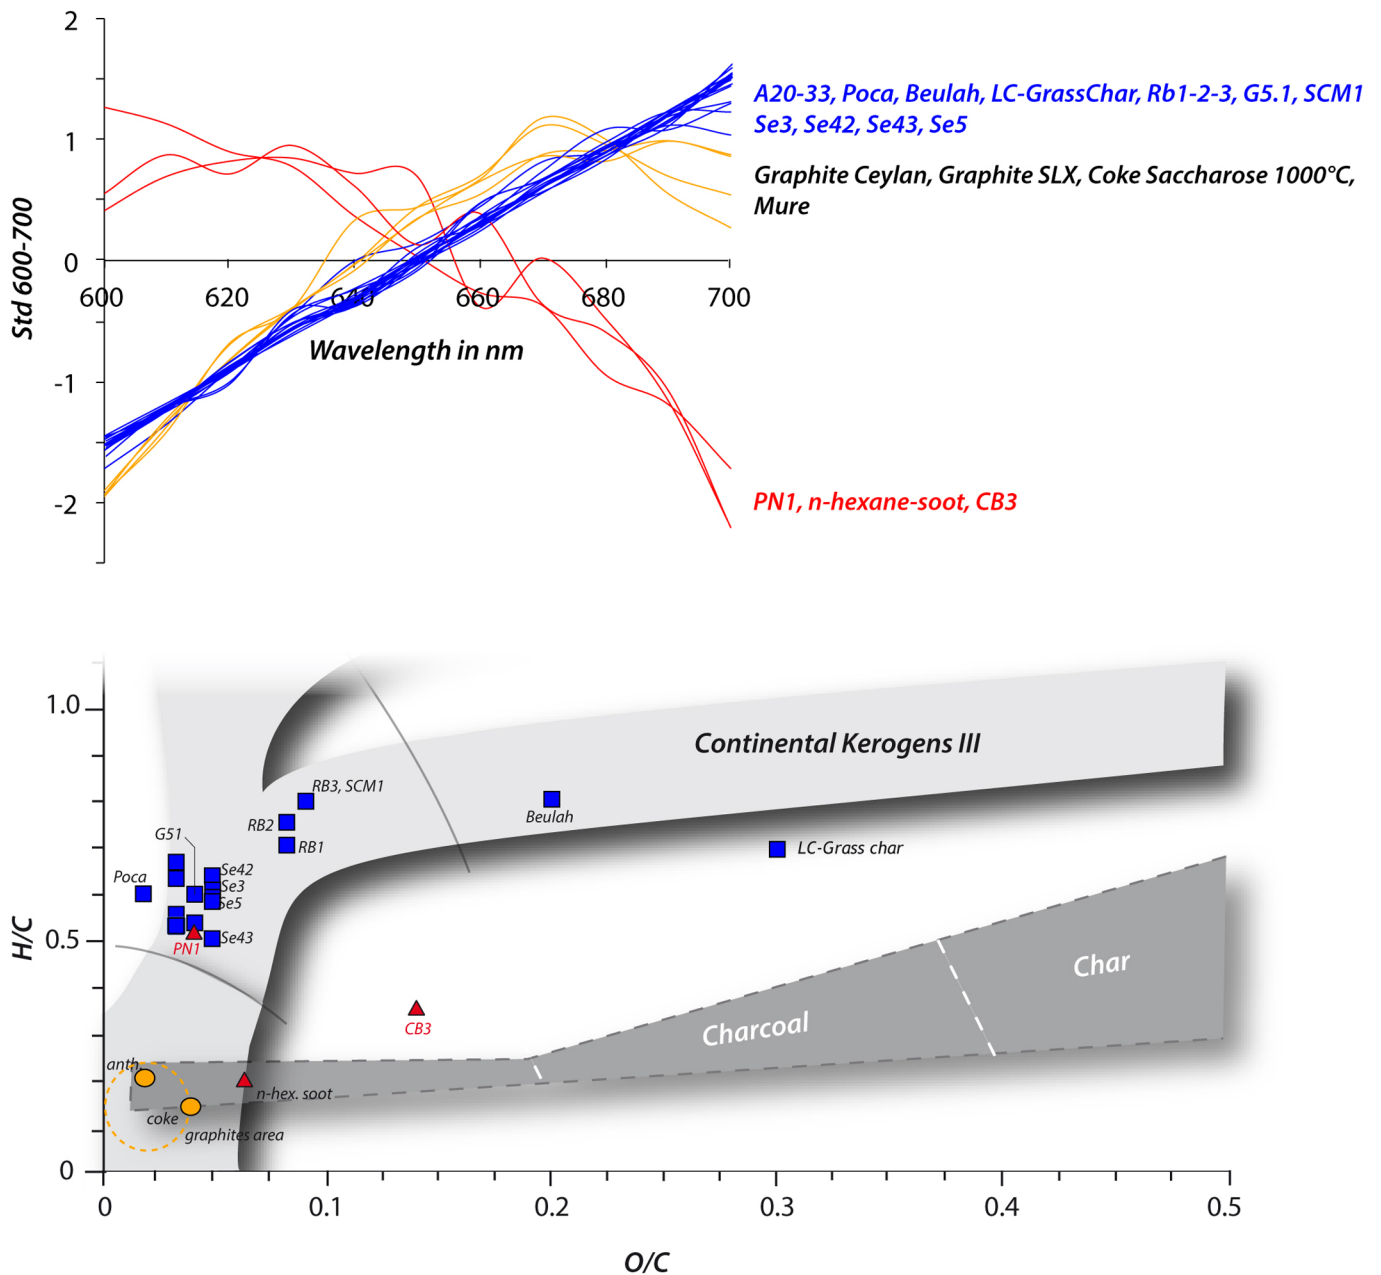 2
1
0
-1
-2
Std 600-700
600
620
640
660
680
700
Wavelength in nm
A20-33, Poca, Beulah, LC-GrassChar, Rb1-2-3, G5.1, SCM1
Se3, Se42, Se43, Se5
Graphite Ceylan, Graphite SLX, Coke Saccharose 1000°C,
Mure
PN1, n-hexane-soot, CB3
1.0
0.5
0
H/C
Continental Kerogens III
RB3, SCM1
RB2
RB1
Beulah
LC-Grass char
G51
Poca
Se42
Se3
Se5
Se43
PN1
CB3
Charcoal
Char
anth.
n-hex. soot
coke
graphites area
0
0.1
0.2
0.3
0.4
0.5
O/C